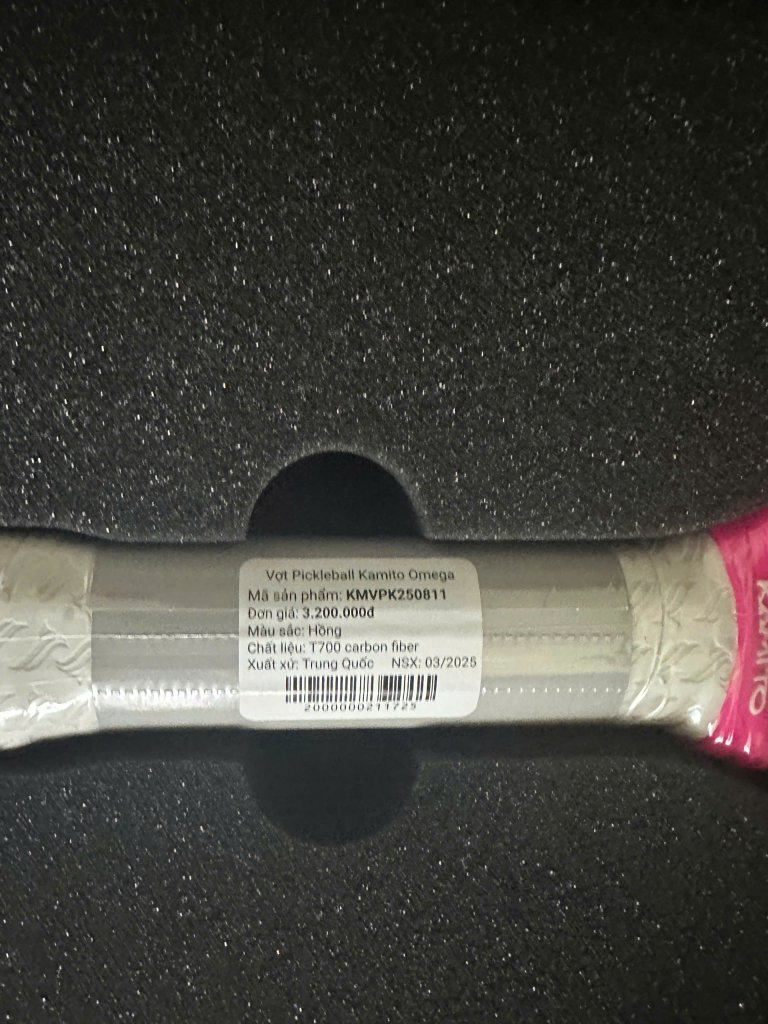 Vợt Pickleball Kamito Omega
Mã sản phẩm: KMVPK250811
Đơn giá: 3.200.000đ
Màu sắc: Hồng
Chất liệu: T700 carbon fiber
Xuất xứ: Trung Quốc NSX: 03/2025
2000000211725
KAMITO